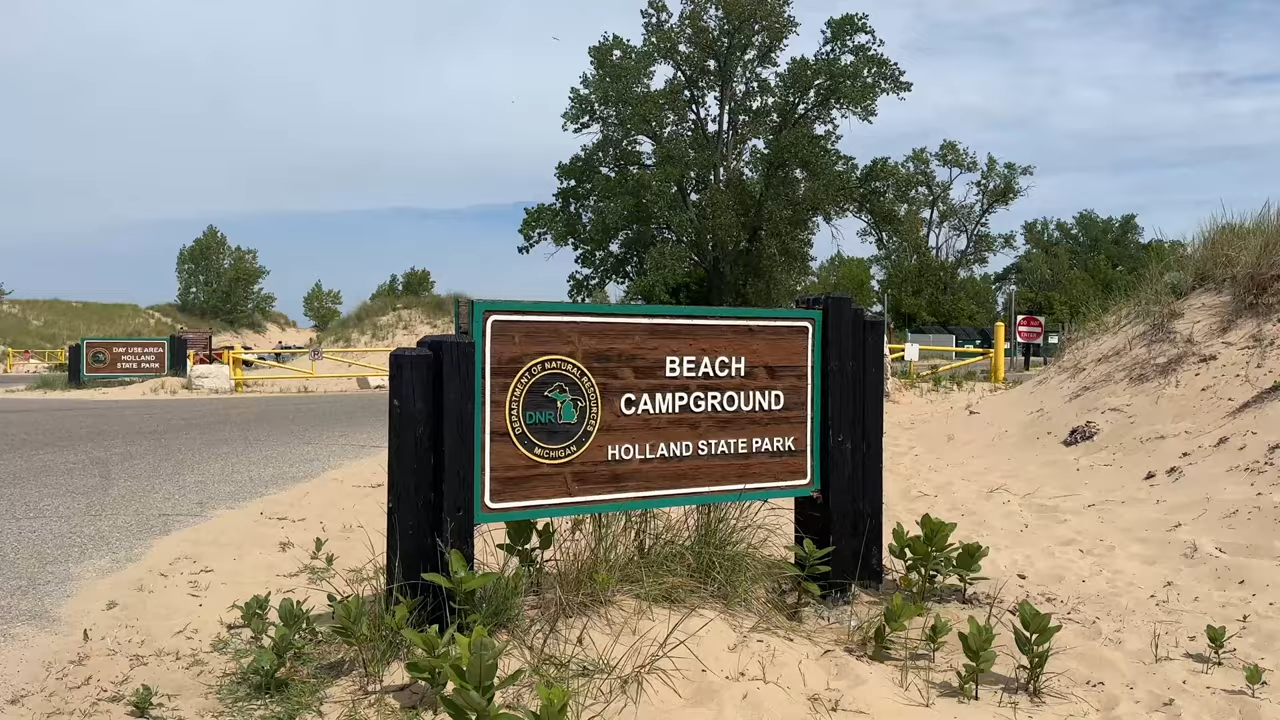 BEACH
CAMPGROUND
HOLLAND STATE PARK
DEPARTMENT OF NATURAL RESOURCES
DNR
MICHIGAN
DAY USE AREA
HOLLAND
STATE PARK
DO NOT
ENTER